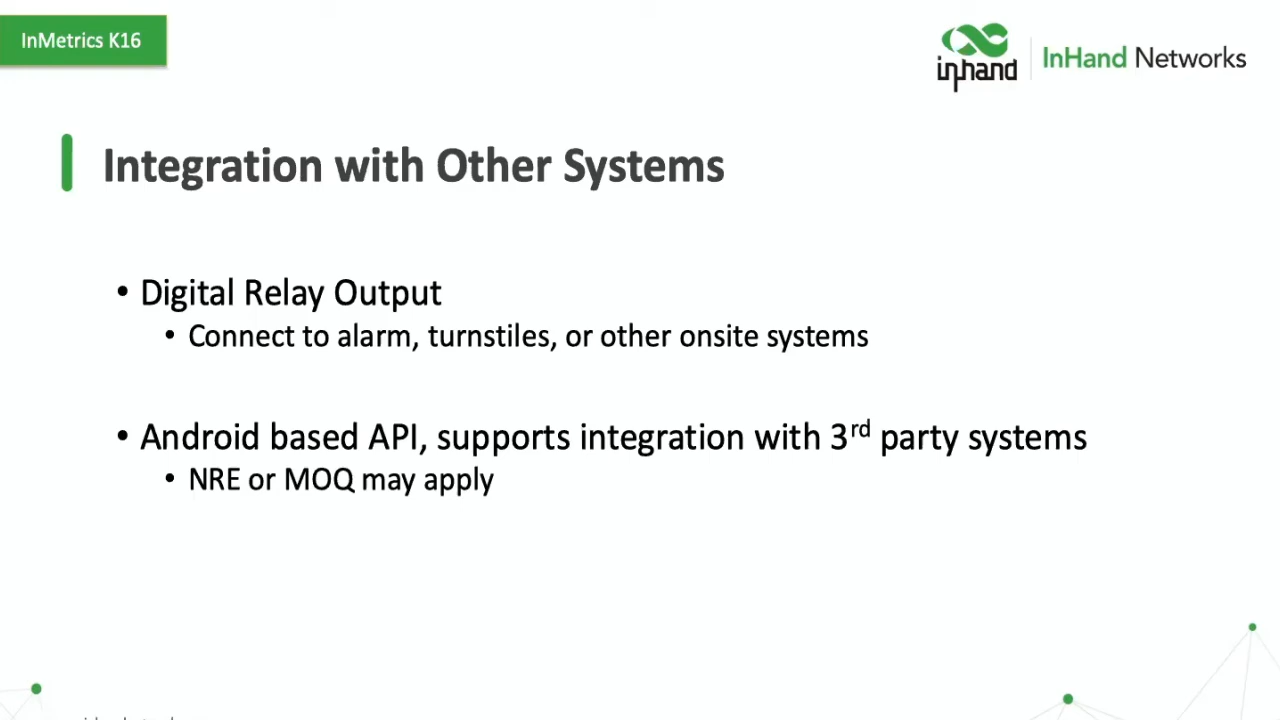 InMetrics K16
inhand
InHand Networks
Integration with Other Systems
• Digital Relay Output
• Connect to alarm, turnstiles, or other onsite systems
• Android based API, supports integration with 3rd party systems
• NRE or MOQ may apply